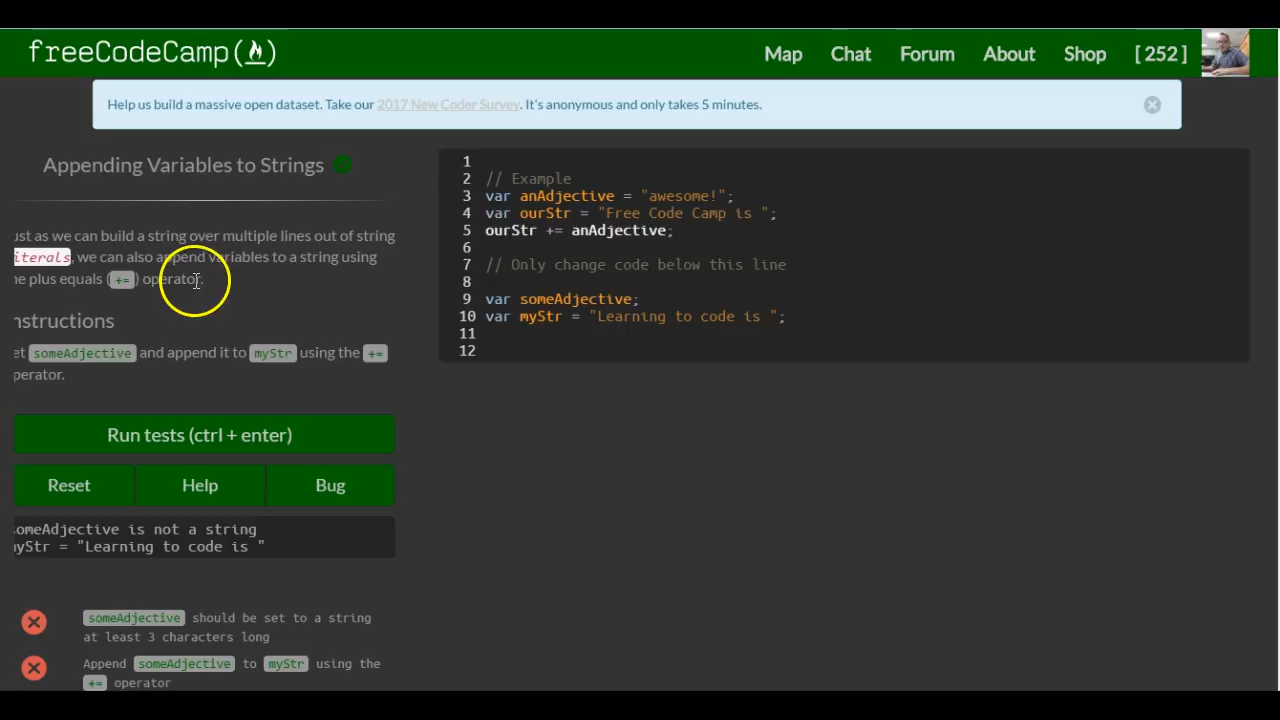 freeCodeCamp(🔥)
Map Chat Forum About Shop [ 252 ]
Help us build a massive open dataset. Take our 2017 New Coder Survey. It's anonymous and only takes 5 minutes.
Appending Variables to Strings
ust as we can build a string over multiple lines out of string
iterals, we can also append variables to a string using
he plus equals ( += ) operator.
nstructions
et someAdjective and append it to myStr using the +=
perator.
Run tests (ctrl + enter)
Reset Help Bug
someAdjective is not a string
myStr = "Learning to code is "
someAdjective should be set to a string
at least 3 characters long
Append someAdjective to myStr using the
+= operator
1
2 // Example
3 var anAdjective = "awesome!";
4 var ourStr = "Free Code Camp is ";
5 ourStr += anAdjective;
6
7 // Only change code below this line
8
9 var someAdjective;
10 var myStr = "Learning to code is ";
11
12